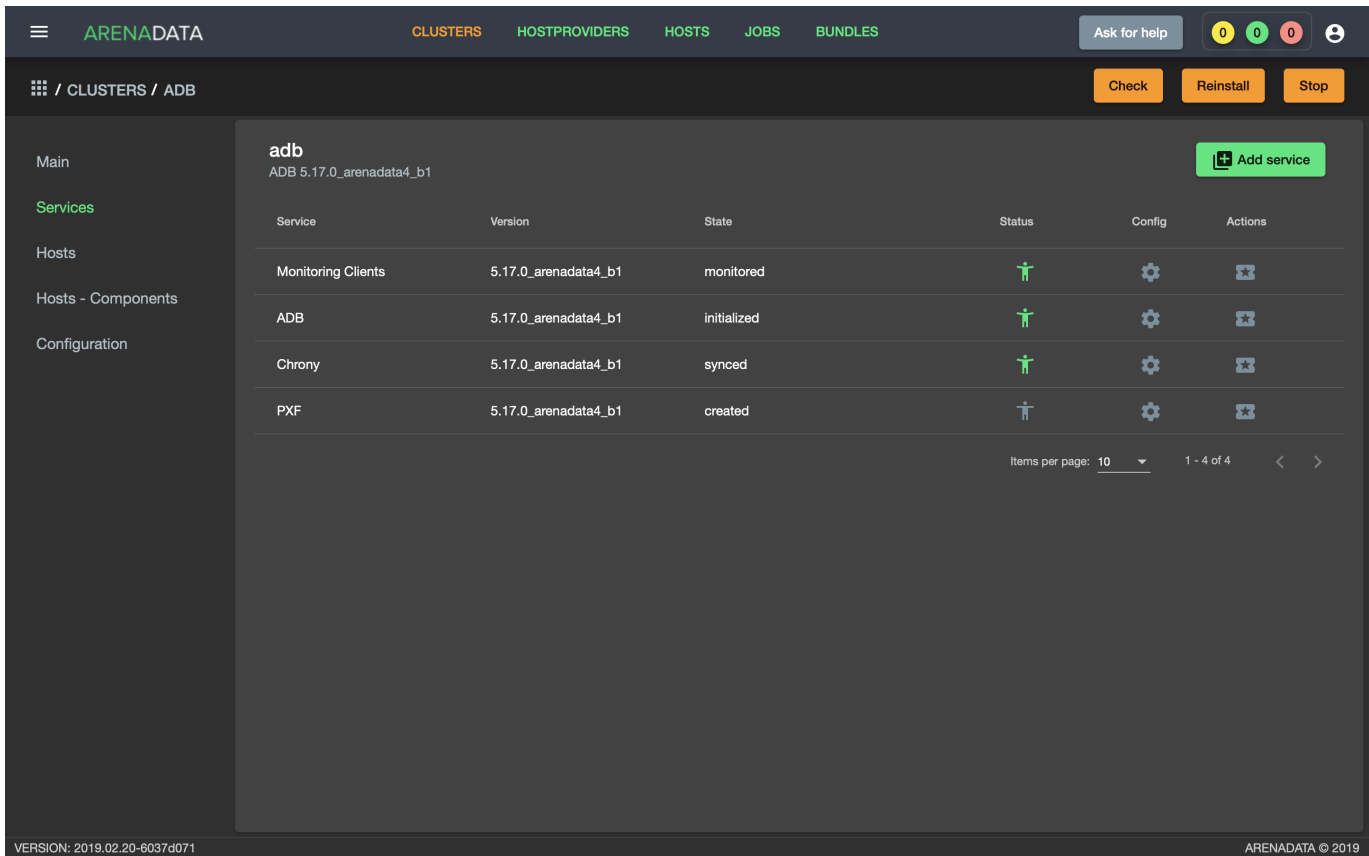 ARENADATA CLUSTERS HOSTPROVIDERS HOSTS JOBS BUNDLES Ask for help 0 0 0
/ CLUSTERS / ADB Check Reinstall Stop
Main
Services
Hosts
Hosts - Components
Configuration
adb
ADB 5.17.0_arenadata4_b1
Add service
Service Version State Status Config Actions
Monitoring Clients 5.17.0_arenadata4_b1 monitored
ADB 5.17.0_arenadata4_b1 initialized
Chrony 5.17.0_arenadata4_b1 synced
PXF 5.17.0_arenadata4_b1 created
Items per page: 10 1 - 4 of 4
VERSION: 2019.02.20-6037d071 ARENADATA © 2019